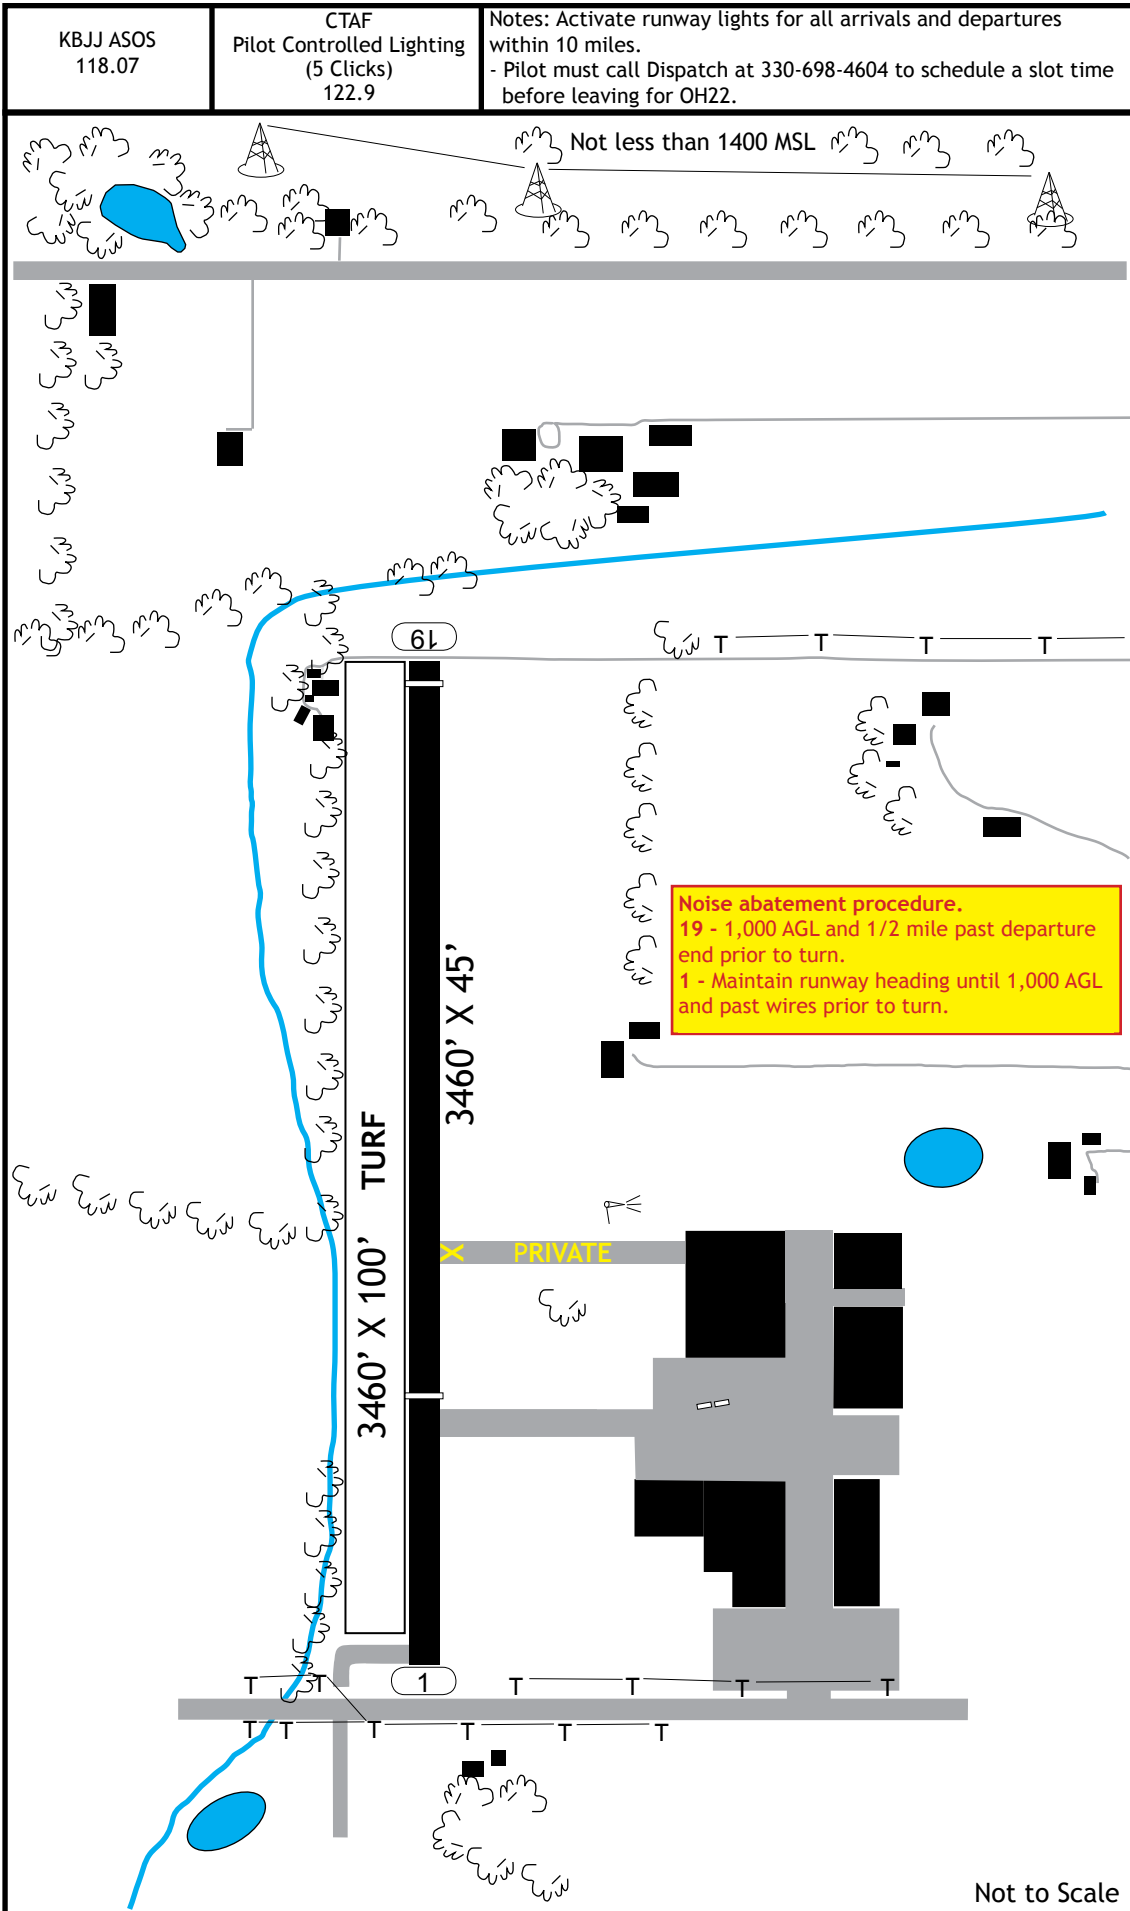 KBJJ ASOS
118.07
CTAF
Pilot Controlled Lighting
(5 Clicks)
122.9
Notes: Activate runway lights for all arrivals and departures
within 10 miles.
- Pilot must call Dispatch at 330-698-4604 to schedule a slot time
before leaving for OH22.
Not less than 1400 MSL
19
T T T T
Noise abatement procedure.
19 - 1,000 AGL and 1/2 mile past departure
end prior to turn.
1 - Maintain runway heading until 1,000 AGL
and past wires prior to turn.
3460’ X 45’
3460’ X 100’ TURF
X PRIVATE
1
T T T T T T
T T T T T T
Not to Scale